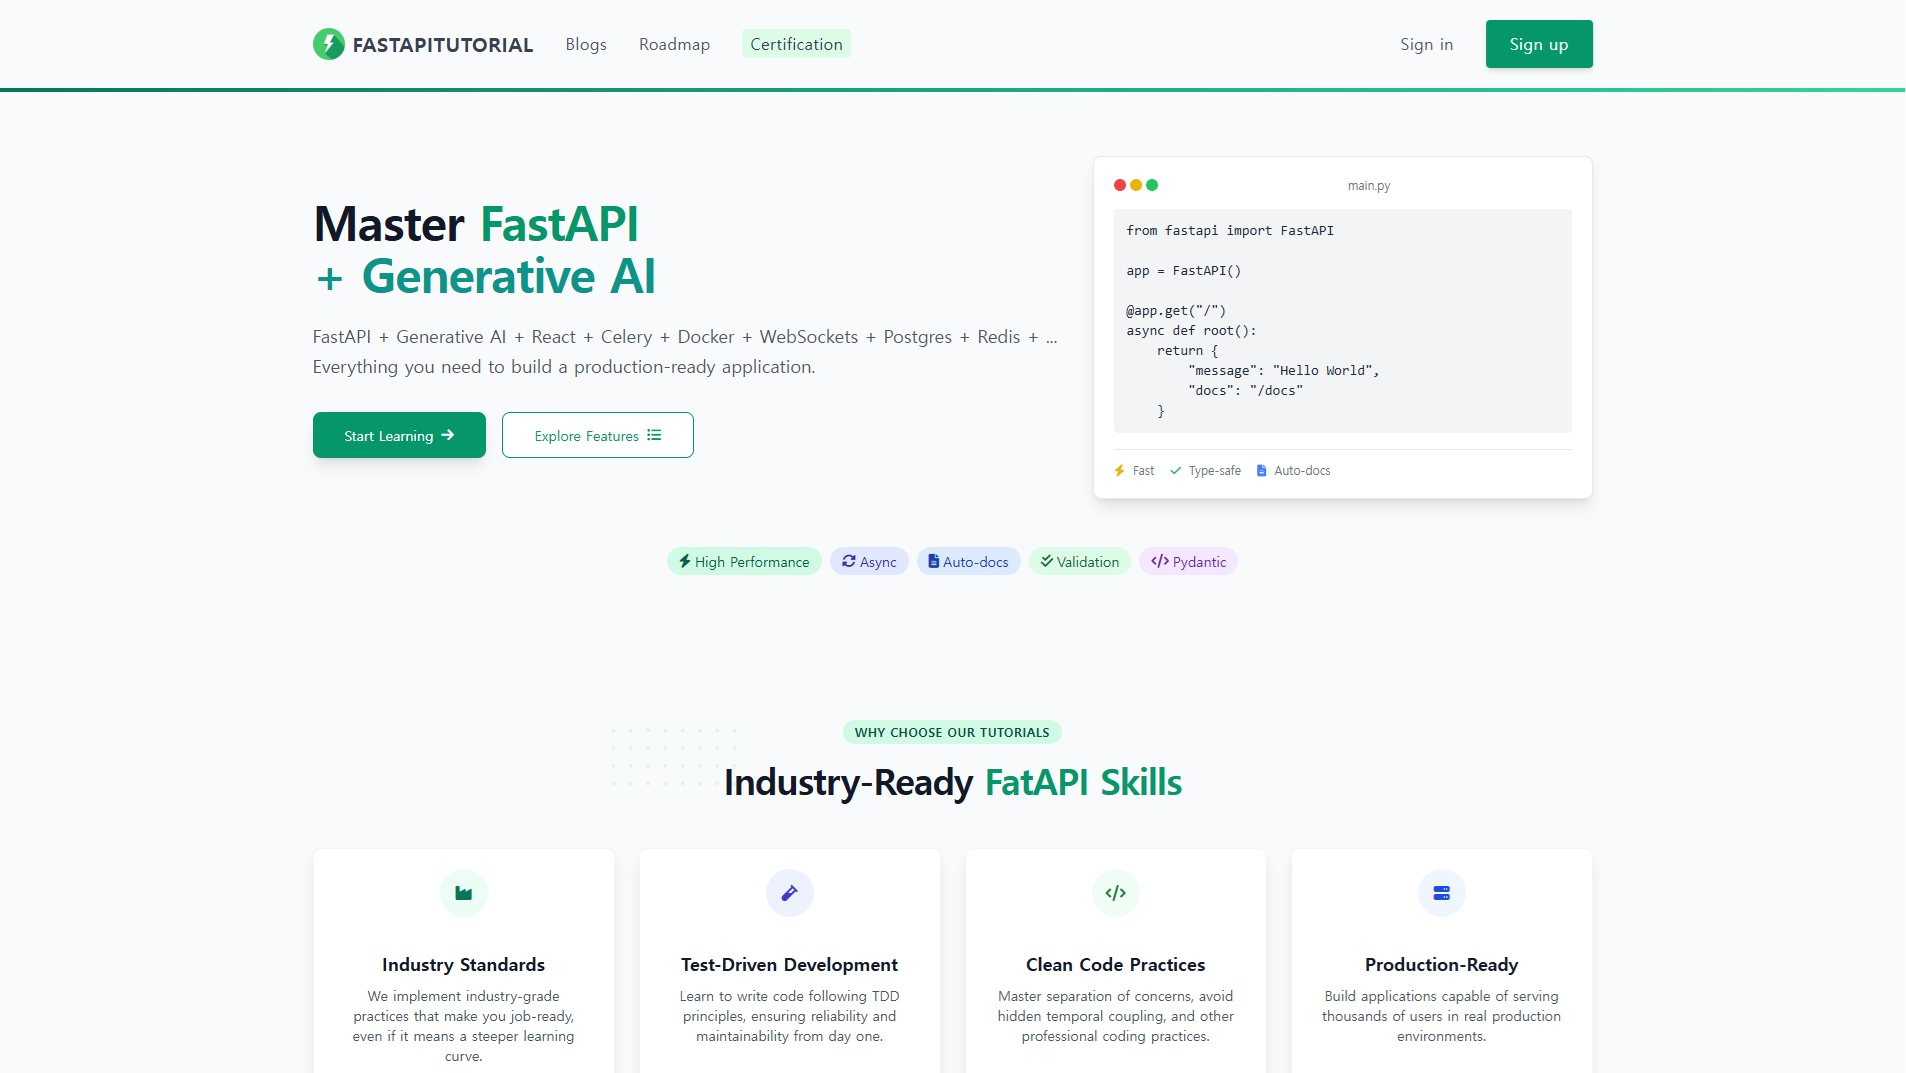 FASTAPITUTORIAL
Blogs
Roadmap
Certification
Sign in
Sign up
Master FastAPI
+ Generative AI
FastAPI + Generative AI + React + Celery + Docker + WebSockets + Postgres + Redis + ...
Everything you need to build a production-ready application.
Start Learning
Explore Features
main.py
from fastapi import FastAPI
app = FastAPI()
@app.get("/")
async def root():
    return {
        "message": "Hello World",
        "docs": "/docs"
    }
Fast
Type-safe
Auto-docs
High Performance
Async
Auto-docs
Validation
Pydantic
WHY CHOOSE OUR TUTORIALS
Industry-Ready FatAPI Skills
Industry Standards
We implement industry-grade
practices that make you job-ready,
even if it means a steeper learning
curve.
Test-Driven Development
Learn to write code following TDD
principles, ensuring reliability and
maintainability from day one.
Clean Code Practices
Master separation of concerns, avoid
hidden temporal coupling, and other
professional coding practices.
Production-Ready
Build applications capable of serving
thousands of users in real production
environments.